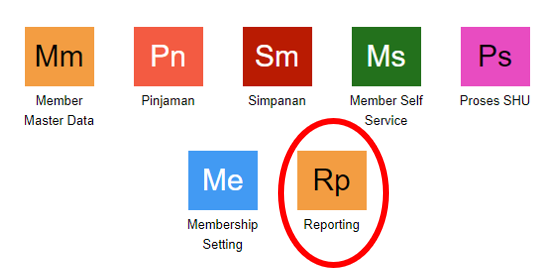 Mm
Pn
Sm
Ms
Ps
Member
Master Data
Pinjaman
Simpanan
Member Self
Service
Proses SHU
Me
Rp
Membership
Setting
Reporting